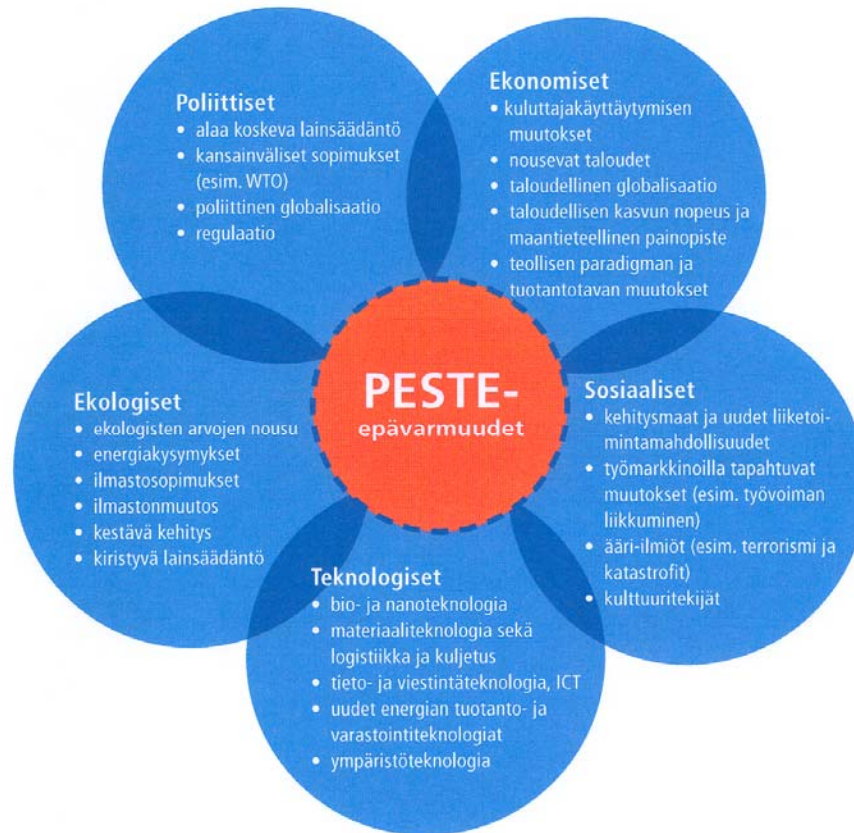 Poliittiset
• alaa koskeva lainsäädäntö
• kansainväliset sopimukset
(esim. WTO)
• poliittinen globalisaatio
• regulaatio
Ekonomiset
• kuluttajakäyttäytymisen
muutokset
• nousevat taloudet
• taloudellinen globalisaatio
• taloudellisen kasvun nopeus ja
maantieteellinen painopiste
• teollisen paradigman ja
tuotantotavan muutokset
PESTE-
epävarmuudet
Sosiaaliset
• kehitysmaat ja uudet liiketoi-
mintamahdollisuudet
• työmarkkinoilla tapahtuvat
muutokset (esim. työvoiman
liikkuminen)
• ääri-ilmiöt (esim. terrorismi ja
katastrofit)
• kulttuuritekijät
Ekologiset
• ekologisten arvojen nousu
• energiakysymykset
• ilmastosopimukset
• ilmastonmuutos
• kestävä kehitys
• kiristyvä lainsäädäntö
Teknologiset
• bio- ja nanoteknologia
• materiaaliteknologia sekä
logistiikka ja kuljetus
• tieto- ja viestintäteknologia, ICT
• uudet energian tuotanto- ja
varastointiteknologiat
• ympäristöteknologia